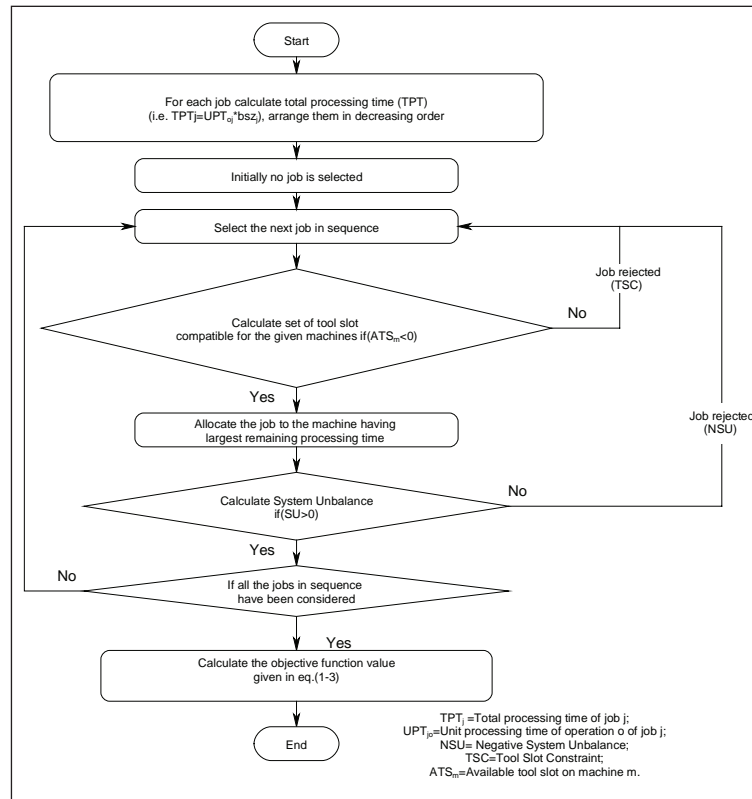 Start
For each job calculate total processing time (TPT)
(i.e. TPTj=UPToj*bszj), arrange them in decreasing order
Initially no job is selected
Select the next job in sequence
Job rejected
(TSC)
No
Calculate set of tool slot
compatible for the given machines if(ATSm<0)
Yes
Allocate the job to the machine having
largest remaining processing time
Job rejected
(NSU)
No
Calculate System Unbalance
if(SU>0)
Yes
No
If all the jobs in sequence
have been considered
Yes
Calculate the objective function value
given in eq.(1-3)
End
TPTj =Total processing time of job j;
UPTjo=Unit processing time of operation o of job j;
NSU= Negative System Unbalance;
TSC=Tool Slot Constraint;
ATSm=Available tool slot on machine m.